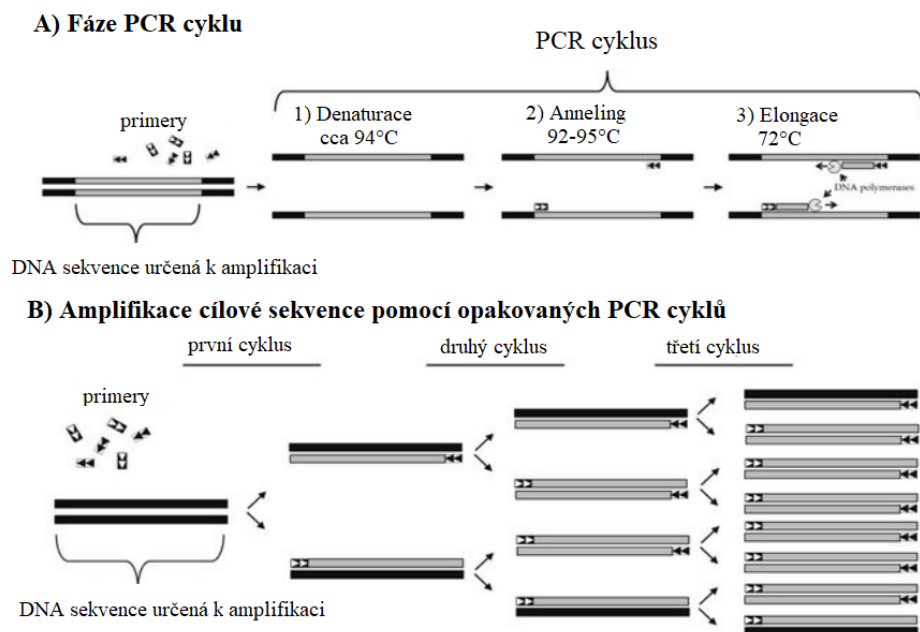 A) Fáze PCR cyklu
PCR cyklus
primery
1) Denaturace
cca 94°C
2) Anneling
92-95°C
3) Elongace
72°C
DNA polymerases
DNA sekvence určená k amplifikaci
B) Amplifikace cílové sekvence pomocí opakovaných PCR cyklů
první cyklus
druhý cyklus
třetí cyklus
primery
DNA sekvence určená k amplifikaci